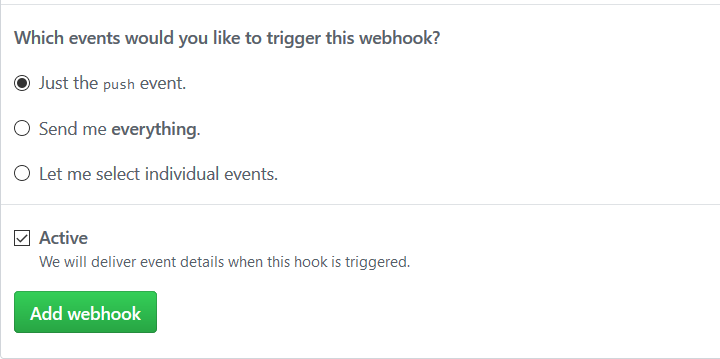 Which events would you like to trigger this webhook?
Just the push event.
Send me everything.
Let me select individual events.
Active
We will deliver event details when this hook is triggered.
Add webhook